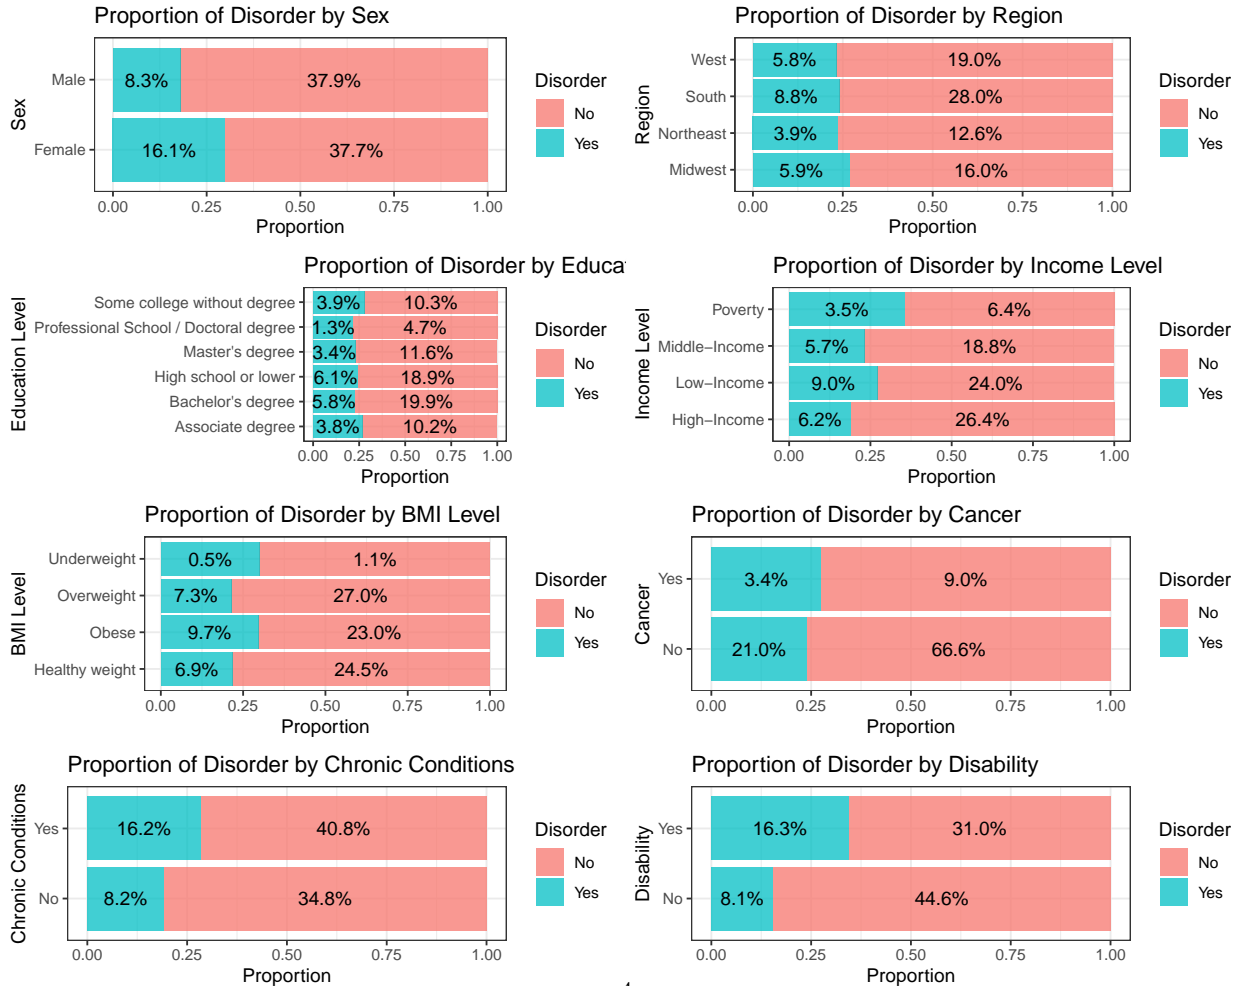 Proportion of Disorder by Sex
Sex
Male
8.3%
37.9%
Female
16.1%
37.7%
0.00 0.25 0.50 0.75 1.00
Proportion
Disorder
No
Yes
Proportion of Disorder by Region
Region
West
5.8%
19.0%
South
8.8%
28.0%
Northeast
3.9%
12.6%
Midwest
5.9%
16.0%
0.00 0.25 0.50 0.75 1.00
Proportion
Disorder
No
Yes
Proportion of Disorder by Educa
Education Level
Some college without degree
3.9%
10.3%
Professional School / Doctoral degree
1.3%
4.7%
Master's degree
3.4%
11.6%
High school or lower
6.1%
18.9%
Bachelor's degree
5.8%
19.9%
Associate degree
3.8%
10.2%
0.00 0.25 0.50 0.75 1.00
Proportion
Disorder
No
Yes
Proportion of Disorder by Income Level
Income Level
Poverty
3.5%
6.4%
Middle−Income
5.7%
18.8%
Low−Income
9.0%
24.0%
High−Income
6.2%
26.4%
0.00 0.25 0.50 0.75 1.00
Proportion
Disorder
No
Yes
Proportion of Disorder by BMI Level
BMI Level
Underweight
0.5%
1.1%
Overweight
7.3%
27.0%
Obese
9.7%
23.0%
Healthy weight
6.9%
24.5%
0.00 0.25 0.50 0.75 1.00
Proportion
Disorder
No
Yes
Proportion of Disorder by Cancer
Cancer
Yes
3.4%
9.0%
No
21.0%
66.6%
0.00 0.25 0.50 0.75 1.00
Proportion
Disorder
No
Yes
Proportion of Disorder by Chronic Conditions
Chronic Conditions
Yes
16.2%
40.8%
No
8.2%
34.8%
0.00 0.25 0.50 0.75 1.00
Proportion
Disorder
No
Yes
Proportion of Disorder by Disability
Disability
Yes
16.3%
31.0%
No
8.1%
44.6%
0.00 0.25 0.50 0.75 1.00
Proportion
Disorder
No
Yes